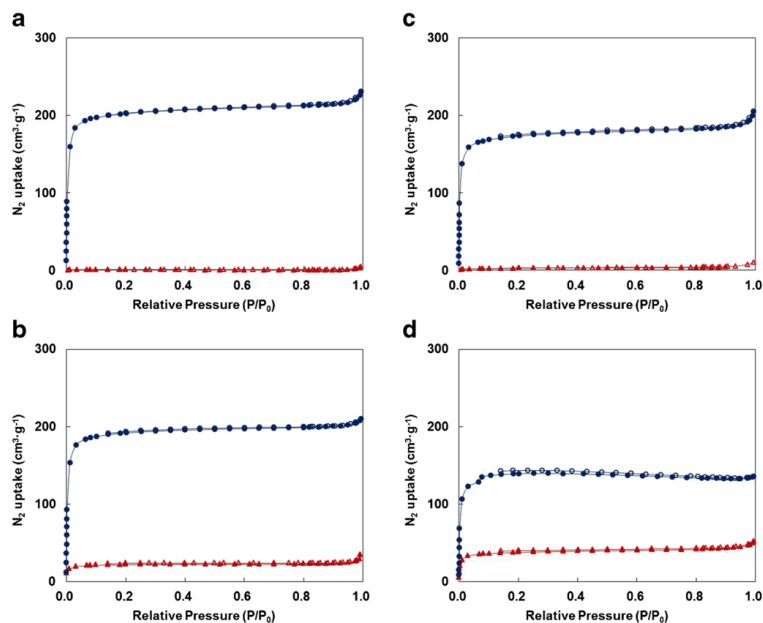 a
300
200
100
0
N₂ uptake (cm³·g⁻¹)
0.0 0.2 0.4 0.6 0.8 1.0
Relative Pressure (P/P₀)
c
300
200
100
0
N₂ uptake (cm³·g⁻¹)
0.0 0.2 0.4 0.6 0.8 1.0
Relative Pressure (P/P₀)
b
300
200
100
0
N₂ uptake (cm³·g⁻¹)
0.0 0.2 0.4 0.6 0.8 1.0
Relative Pressure (P/P₀)
d
300
200
100
0
N₂ uptake (cm³·g⁻¹)
0.0 0.2 0.4 0.6 0.8 1.0
Relative Pressure (P/P₀)